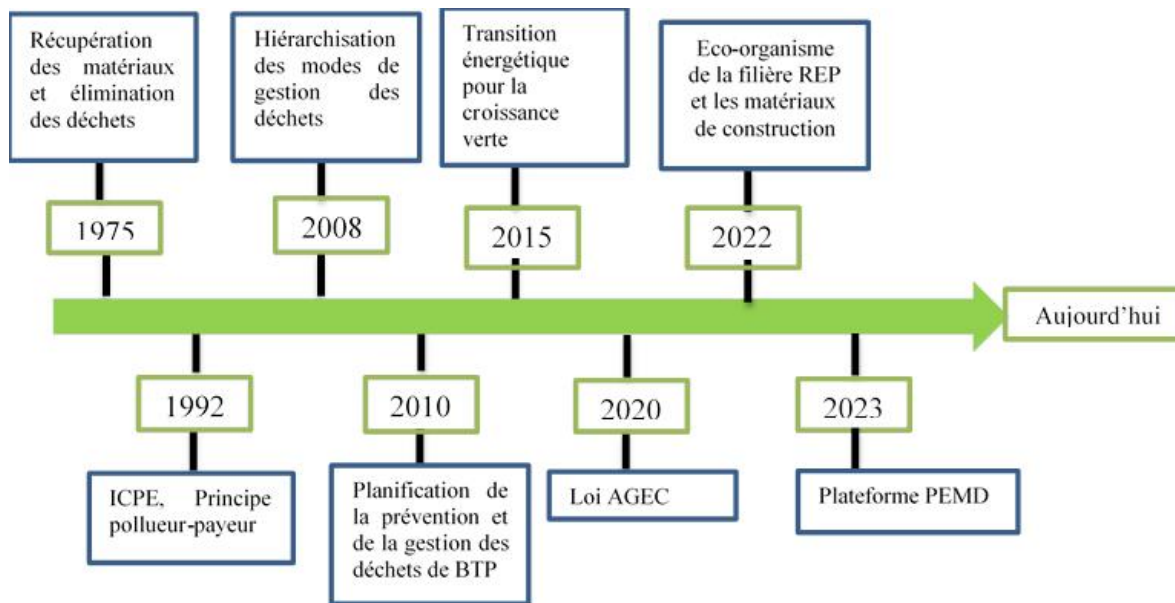 Récupération
des matériaux
et élimination
des déchets
Hiérarchisation
des modes de
gestion des
déchets
Transition
énergétique
pour la
croissance
verte
Eco-organisme
de la filière REP
et les matériaux
de construction
1975
2008
2015
2022
Aujourd’hui
1992
2010
2020
2023
ICPE, Principe
pollueur-payeur
Planification de
la prévention et
de la gestion des
déchets de BTP
Loi AGEC
Plateforme PEMD